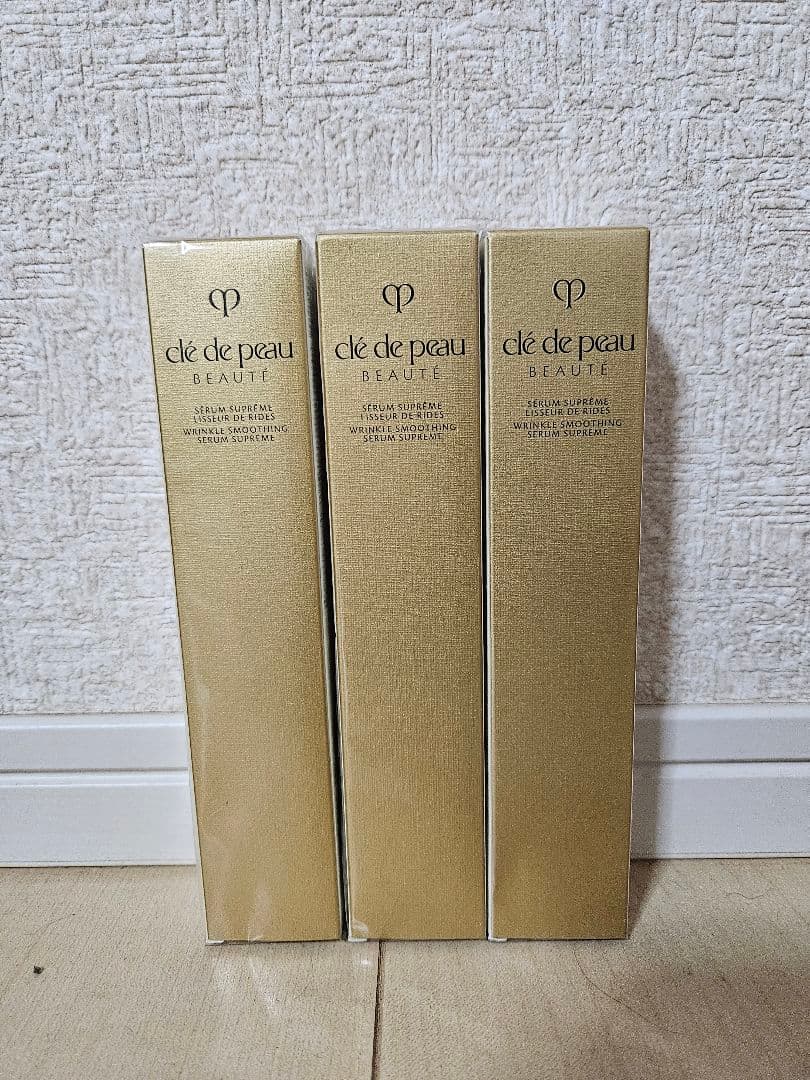 clé de peau
BEAUTÉ
SÉRUM SUPRÊME
LISSEUR DE RIDES
WRINKLE SMOOTHING
SERUM SUPREME
clé de peau
BEAUTÉ
SÉRUM SUPRÊME
LISSEUR DE RIDES
WRINKLE SMOOTHING
SERUM SUPREME
clé de peau
BEAUTÉ
SÉRUM SUPRÊME
LISSEUR DE RIDES
WRINKLE SMOOTHING
SERUM SUPREME